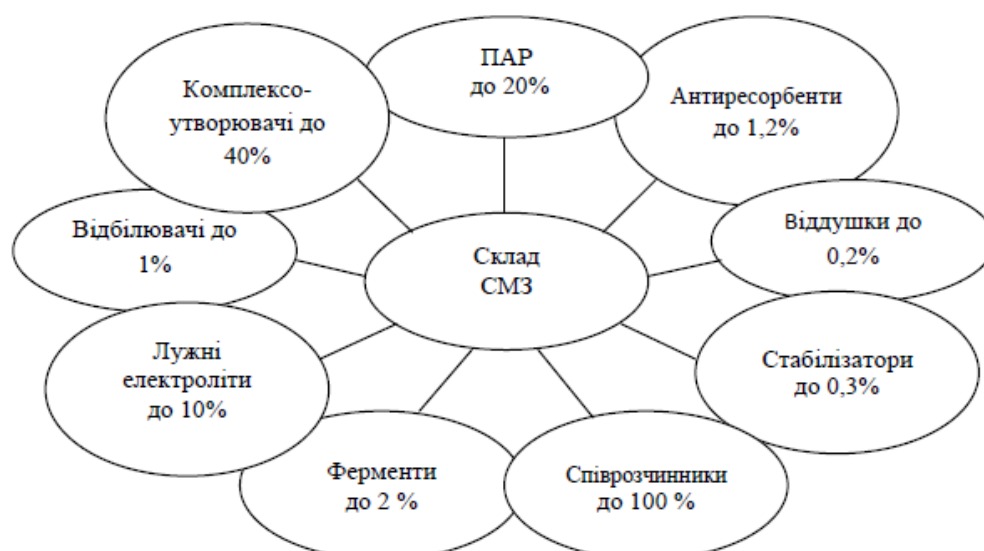 ПАР
до 20%
Комплексо-
утворювачі до
40%
Антиресорбенти
до 1,2%
Відбілювачі до
1%
Склад
СМЗ
Віддушки до
0,2%
Лужні
електроліти
до 10%
Стабілізатори
до 0,3%
Ферменти
до 2 %
Співрозчинники
до 100 %